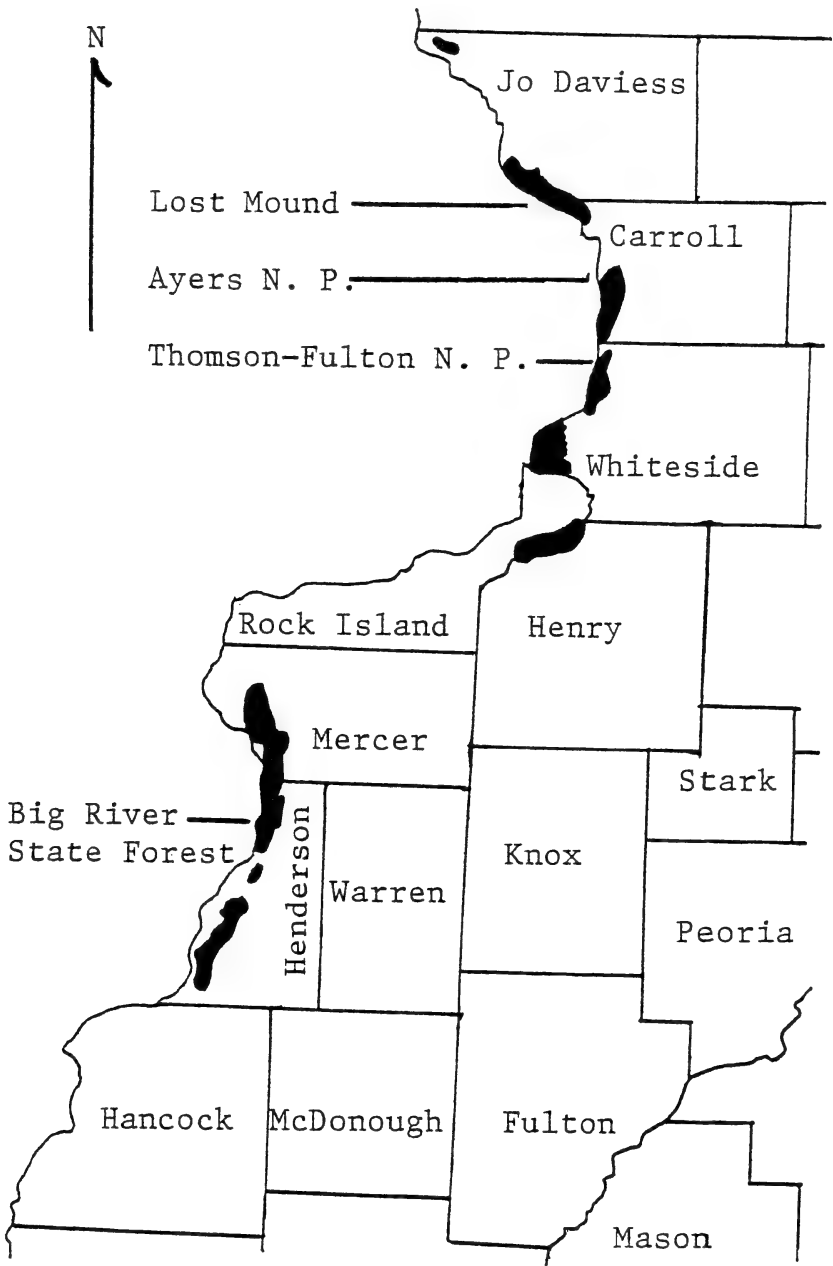 N
Jo Daviess
Lost Mound
Carroll
Ayers N. P.
Thomson-Fulton N. P.
Whiteside
Rock Island
Henry
Mercer
Stark
Big River
State Forest
Henderson
Warren
Knox
Peoria
Hancock
McDonough
Fulton
Mason